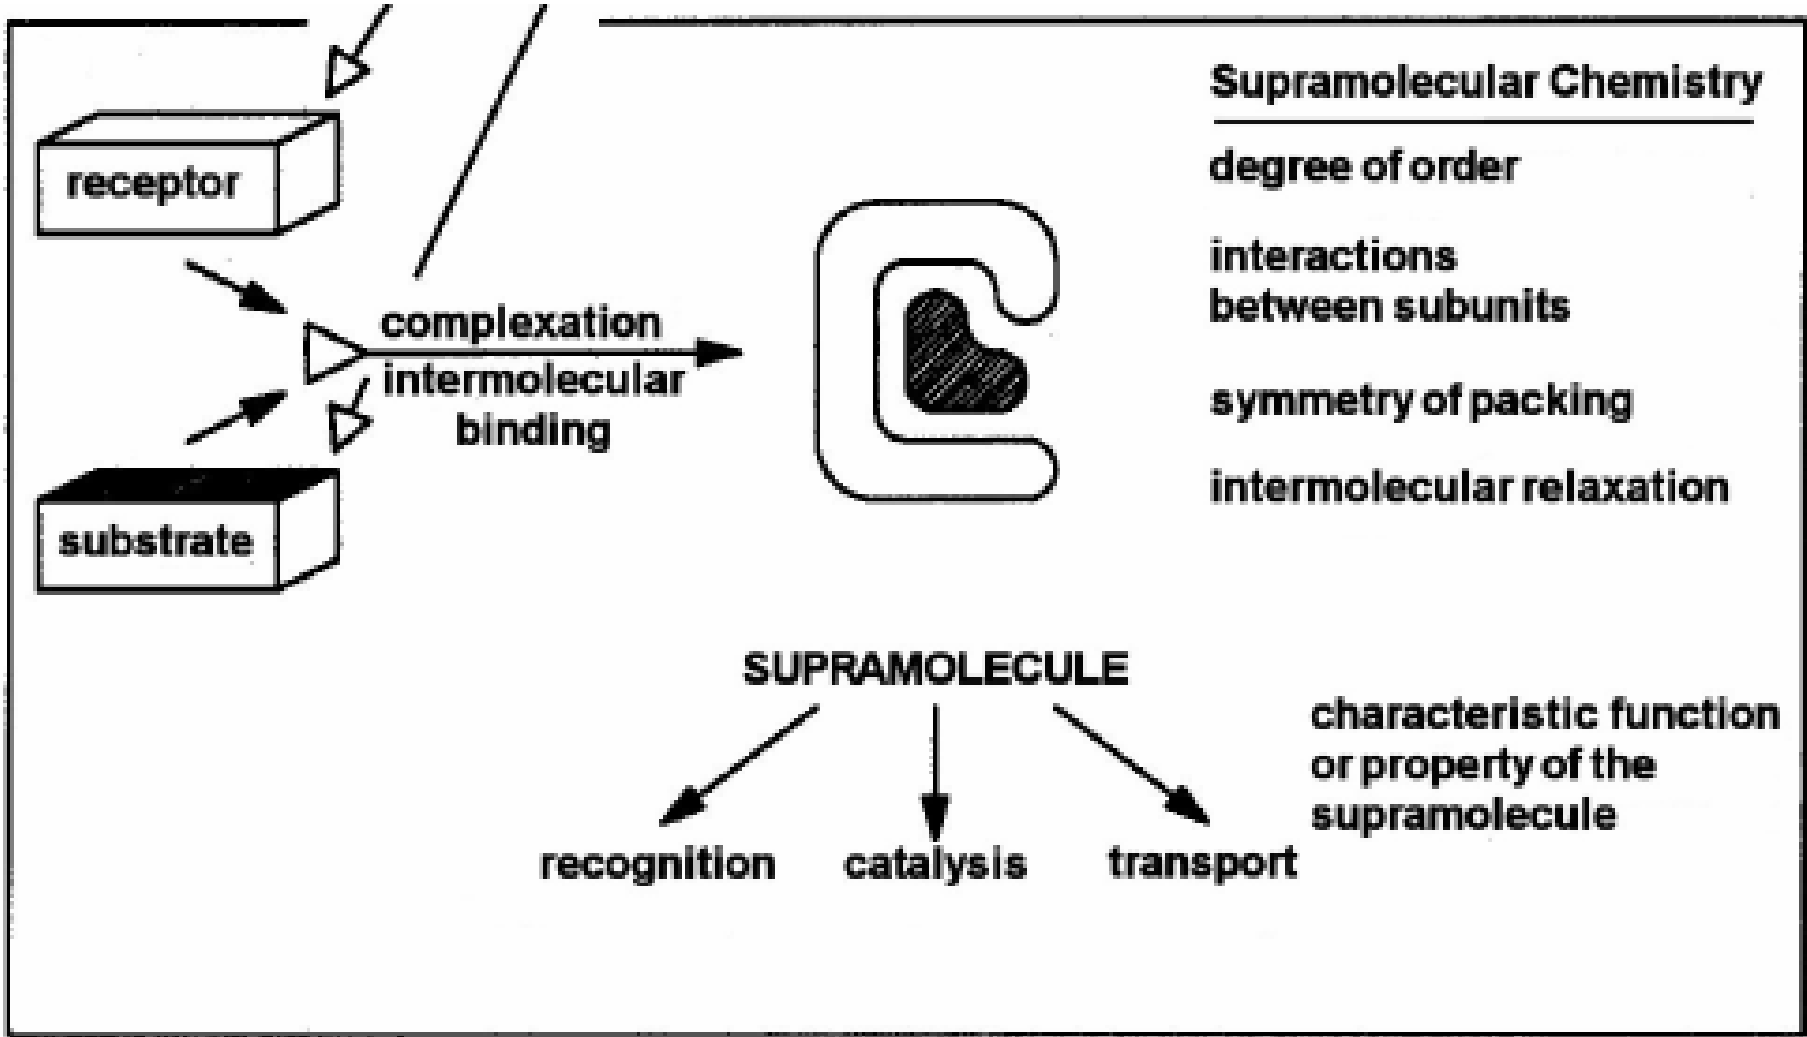 Supramolecular Chemistry
receptor
degree of order
interactions
between subunits
complexation
intermolecular
binding
symmetry of packing
intermolecular relaxation
substrate
SUPRAMOLECULE
characteristic function
or property of the
supramolecule
recognition
catalysis
transport